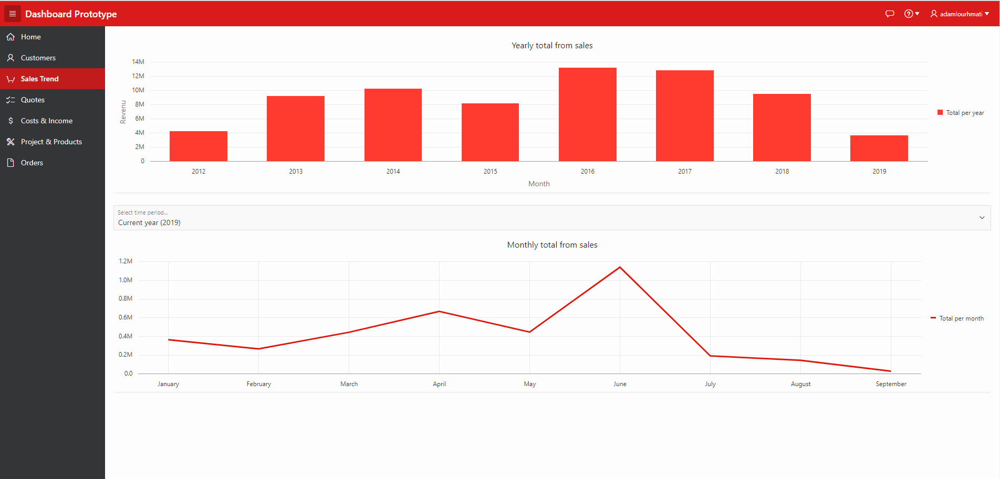 Dashboard Prototype
adamlourhmati
Home
Customers
Sales Trend
Quotes
Costs & Income
Project & Products
Orders
Yearly total from sales
14M
12M
10M
8M
6M
4M
2M
0
Revenu
2012 2013 2014 2015 2016 2017 2018 2019
Month
Total per year
Select time period...
Current year (2019)
Monthly total from sales
1.2M
1.0M
0.8M
0.6M
0.4M
0.2M
0.0
January February March April May June July August September
Total per month